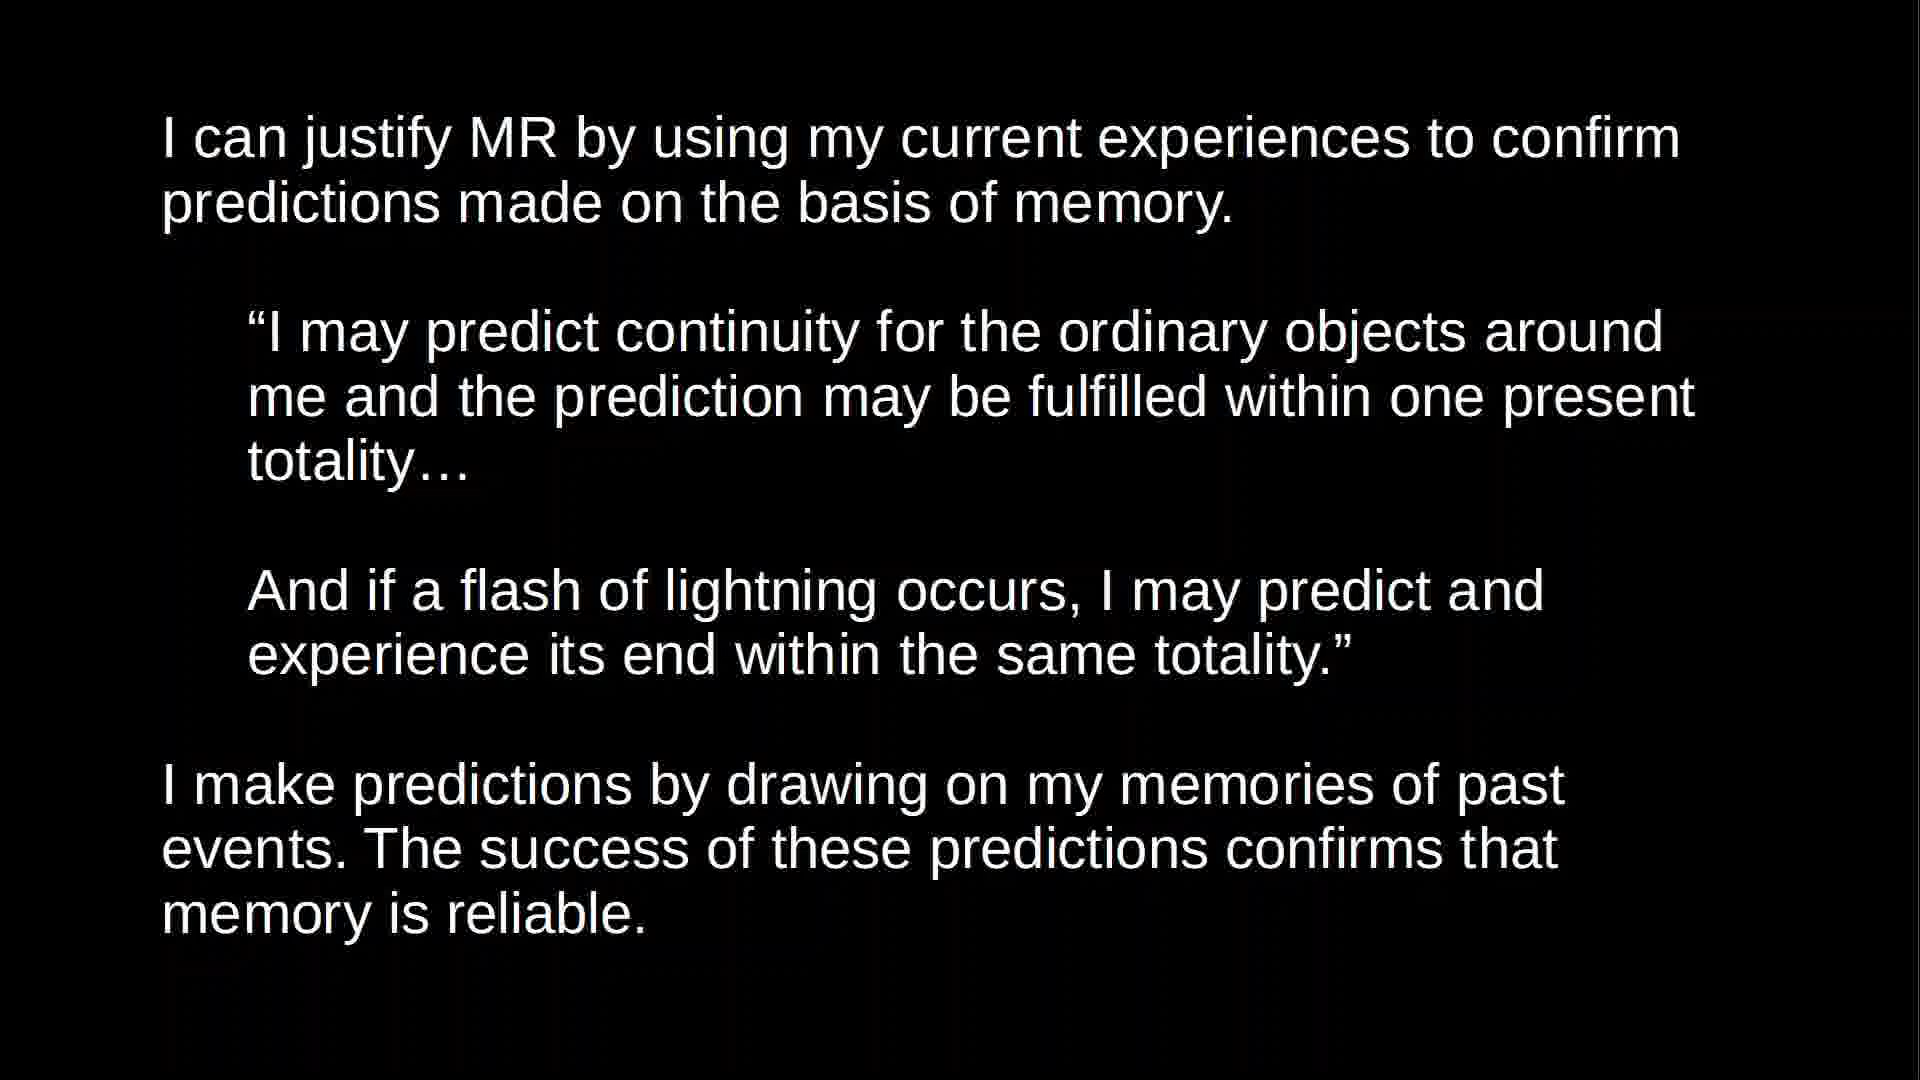 I can justify MR by using my current experiences to confirm
predictions made on the basis of memory.
“I may predict continuity for the ordinary objects around
me and the prediction may be fulfilled within one present
totality…
And if a flash of lightning occurs, I may predict and
experience its end within the same totality.”
I make predictions by drawing on my memories of past
events. The success of these predictions confirms that
memory is reliable.